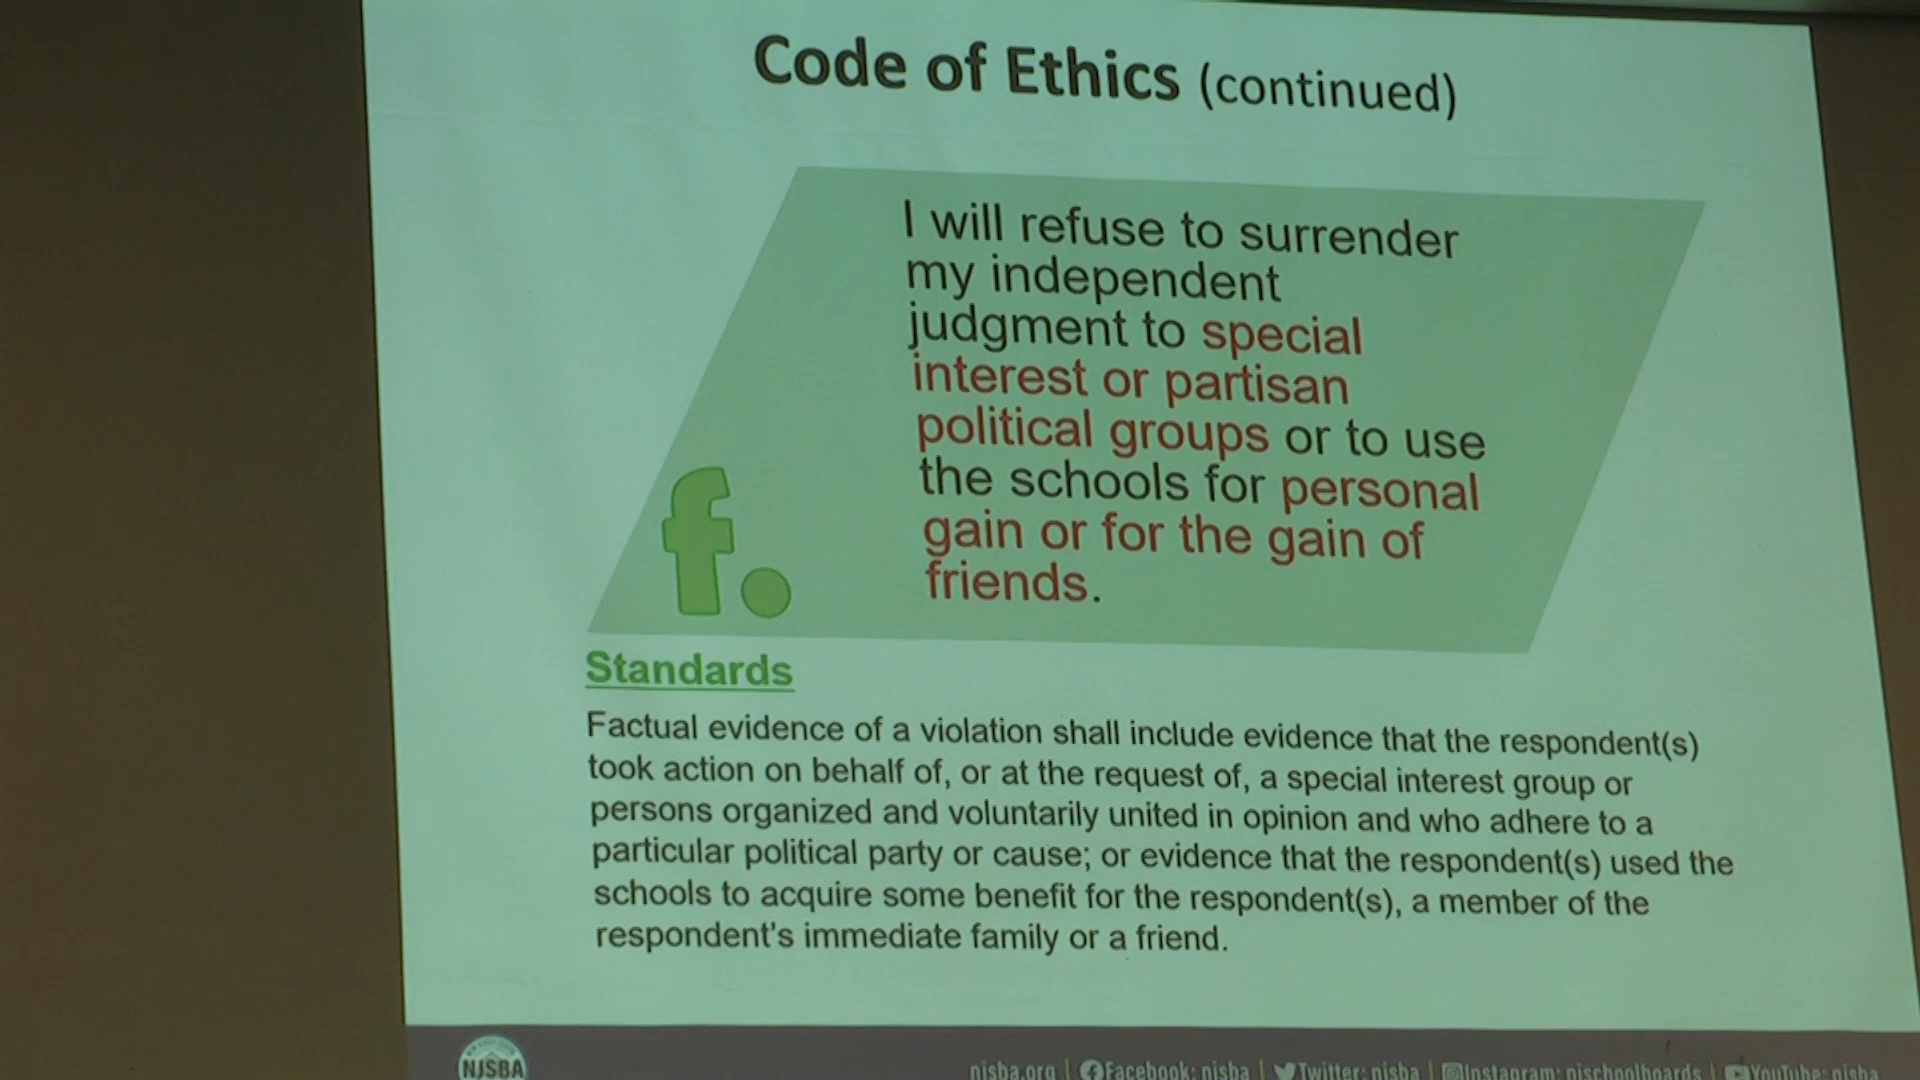 Code of Ethics (continued)
I will refuse to surrender
my independent
judgment to special
interest or partisan
political groups or to use
the schools for personal
gain or for the gain of
friends.
f.
Standards
Factual evidence of a violation shall include evidence that the respondent(s)
took action on behalf of, or at the request of, a special interest group or
persons organized and voluntarily united in opinion and who adhere to a
particular political party or cause; or evidence that the respondent(s) used the
schools to acquire some benefit for the respondent(s), a member of the
respondent's immediate family or a friend.
NJSBA
njsba.org | Facebook: njsba | Twitter: njsba | Instagram: njschoolboards | YouTube: njsba